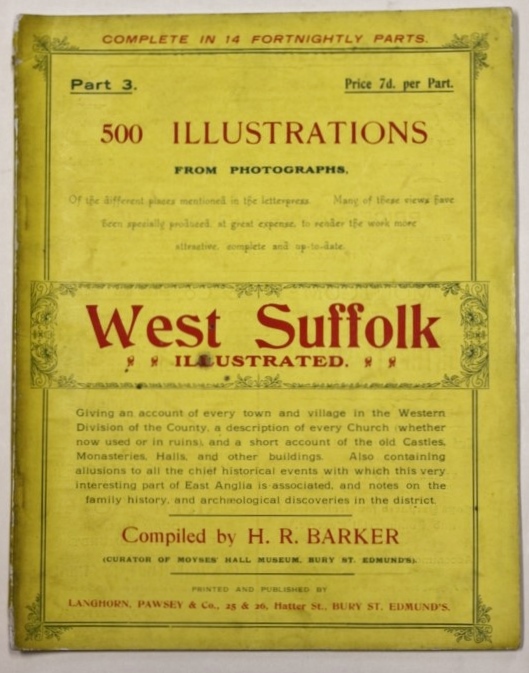 COMPLETE IN 14 FORTNIGHTLY PARTS.
Part 3. Price 7d. per Part.
500 ILLUSTRATIONS
FROM PHOTOGRAPHS,
Of the different places mentioned in the letterpress. Many of these views have
been specially produced, at great expense, to render the work more
attractive, complete and up-to-date.
West Suffolk
ILLUSTRATED.
Giving an account of every town and village in the Western
Division of the County, a description of every Church (whether
now used or in ruins), and a short account of the old Castles,
Monasteries, Halls, and other buildings. Also containing
allusions to all the chief historical events with which this very
interesting part of East Anglia is associated, and notes on the
family history, and archæological discoveries in the district.
Compiled by H. R. BARKER
(CURATOR OF MOYSES' HALL MUSEUM, BURY ST. EDMUND'S).
PRINTED AND PUBLISHED BY
LANGHORN, PAWSEY & Co., 25 & 26, Hatter St., BURY ST. EDMUND'S.